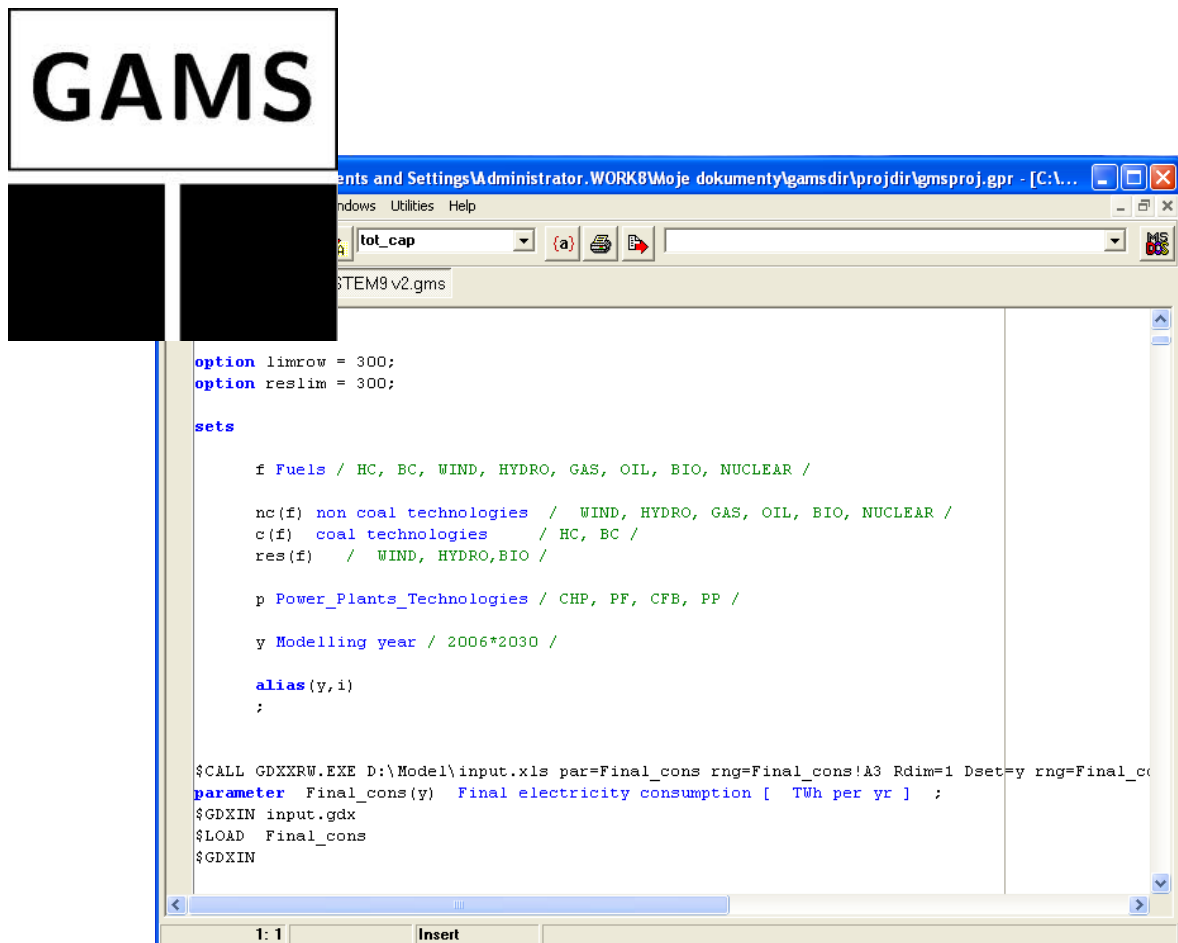 GAMS
ents and Settings\Administrator.WORK8\Moje dokumenty\gamsdir\projdir\gmsproj.gpr - [C:\...
ndows Utilities Help
tot_cap {a} MS DCS
STEM9 v2.gms
option limrow = 300;
option reslim = 300;
sets
f Fuels / HC, BC, WIND, HYDRO, GAS, OIL, BIO, NUCLEAR /
nc(f) non coal technologies / WIND, HYDRO, GAS, OIL, BIO, NUCLEAR /
c(f) coal technologies / HC, BC /
res(f) / WIND, HYDRO,BIO /
p Power_Plants_Technologies / CHP, PF, CFB, PP /
y Modelling year / 2006*2030 /
alias(y,i)
;
$CALL GDXXRW.EXE D:\Model\input.xls par=Final_cons rng=Final_cons!A3 Rdim=1 Dset=y rng=Final_co
parameter Final_cons(y) Final electricity consumption [ TWh per yr ] ;
$GDXIN input.gdx
$LOAD Final_cons
$GDXIN
1: 1 Insert